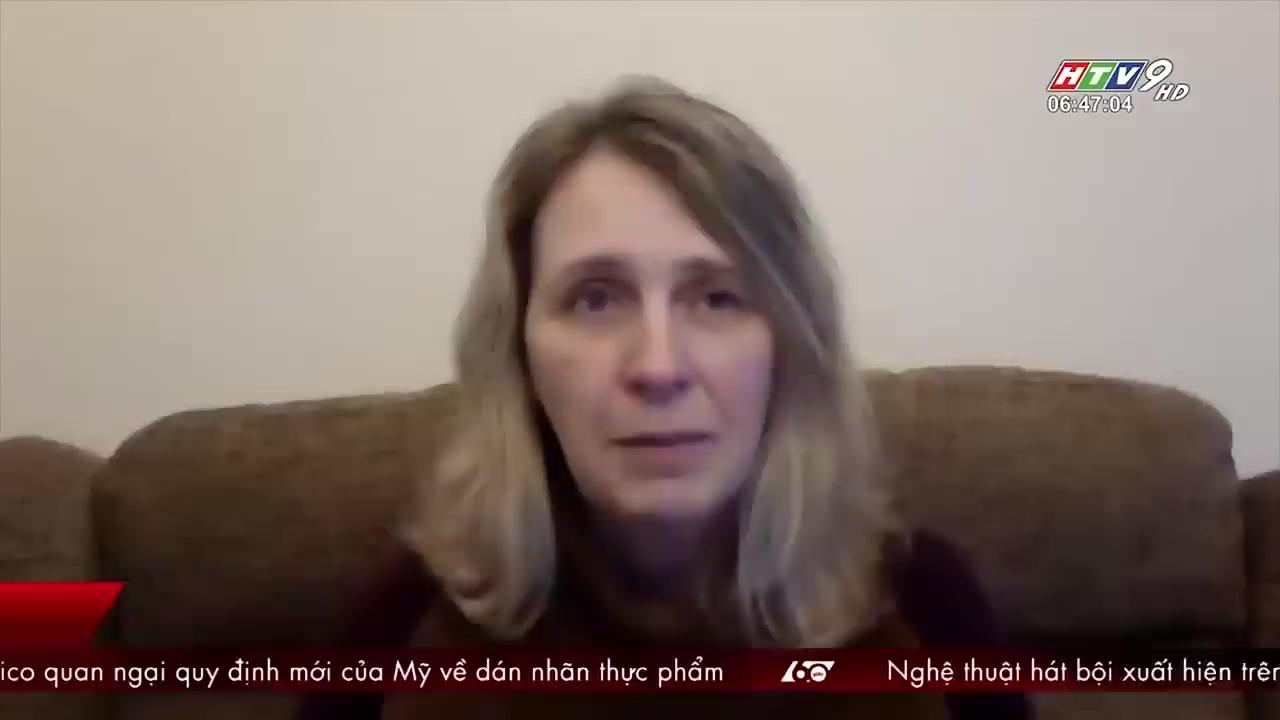 HTV9 HD
06:47:04
ico quan ngại quy định mới của Mỹ về dán nhãn thực phẩm 60 Nghệ thuật hát bội xuất hiện trên